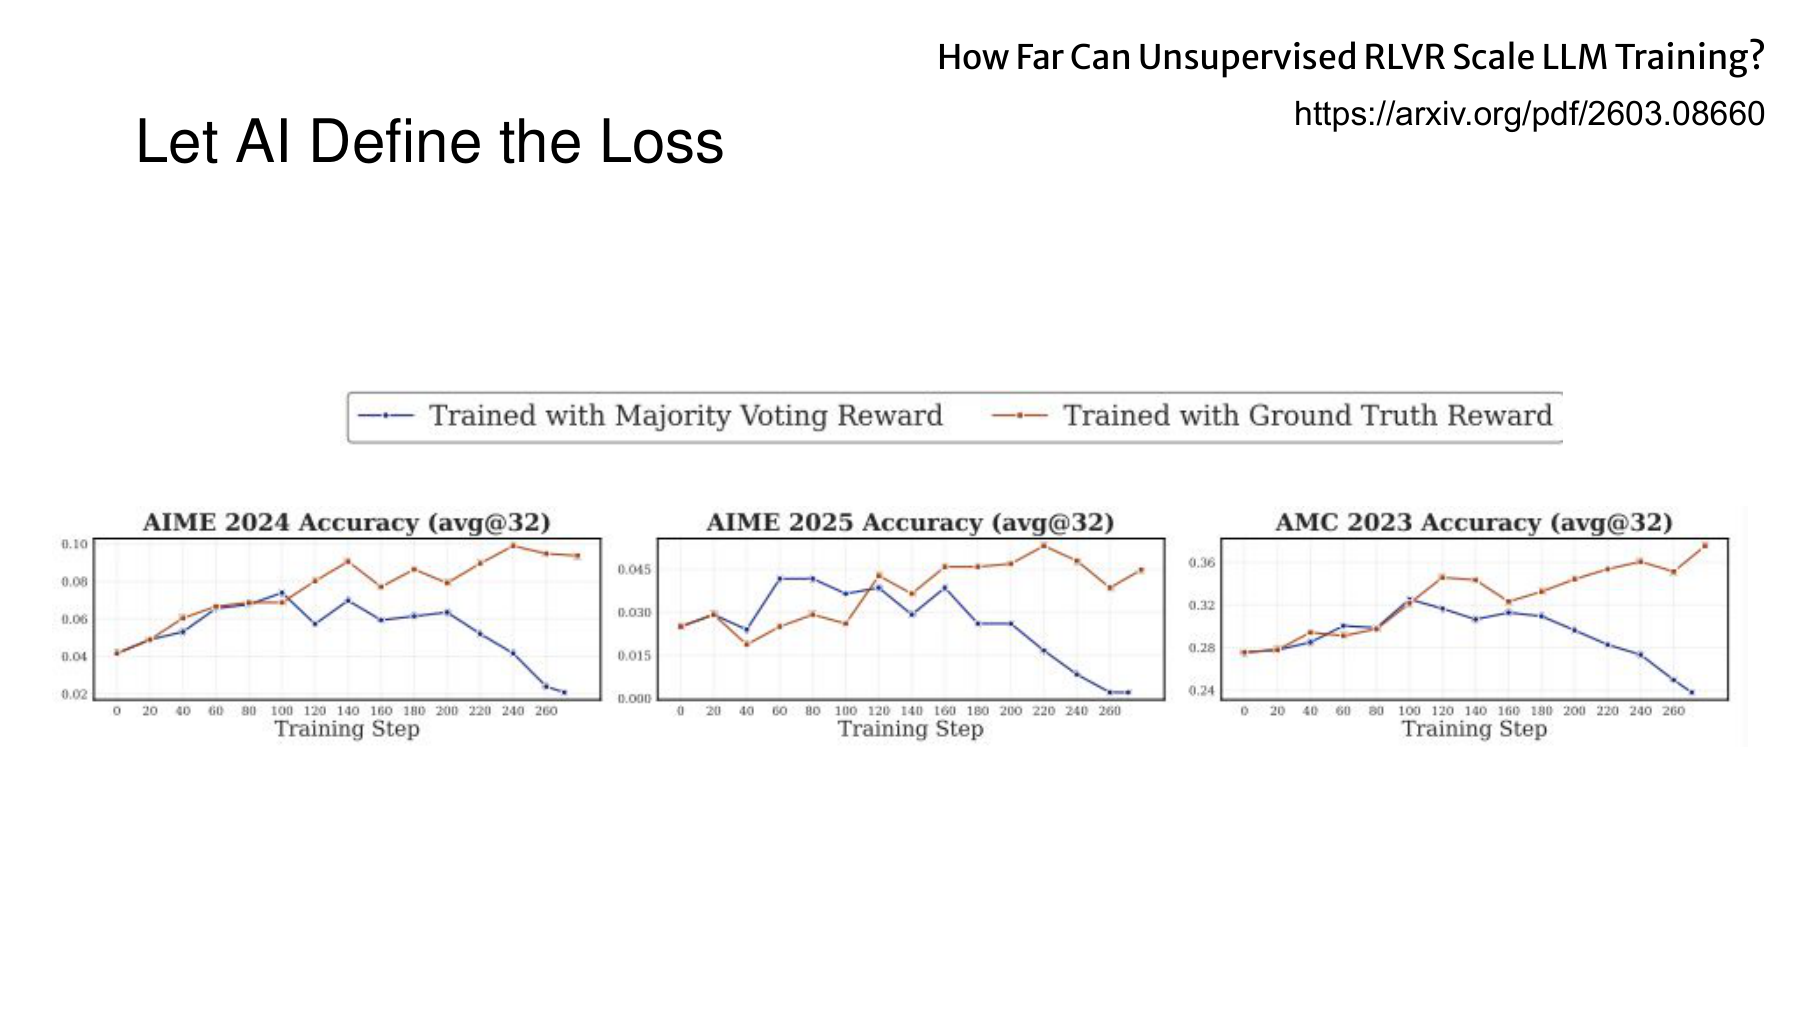 How Far Can Unsupervised RLVR Scale LLM Training?
https://arxiv.org/pdf/2603.08660
Let AI Define the Loss
Trained with Majority Voting Reward
Trained with Ground Truth Reward
AIME 2024 Accuracy (avg@32)
0.10
0.08
0.06
0.04
0.02
0 20 40 60 80 100 120 140 160 180 200 220 240 260
Training Step
AIME 2025 Accuracy (avg@32)
0.045
0.030
0.015
0.000
0 20 40 60 80 100 120 140 160 180 200 220 240 260
Training Step
AMC 2023 Accuracy (avg@32)
0.36
0.32
0.28
0.24
0 20 40 60 80 100 120 140 160 180 200 220 240 260
Training Step